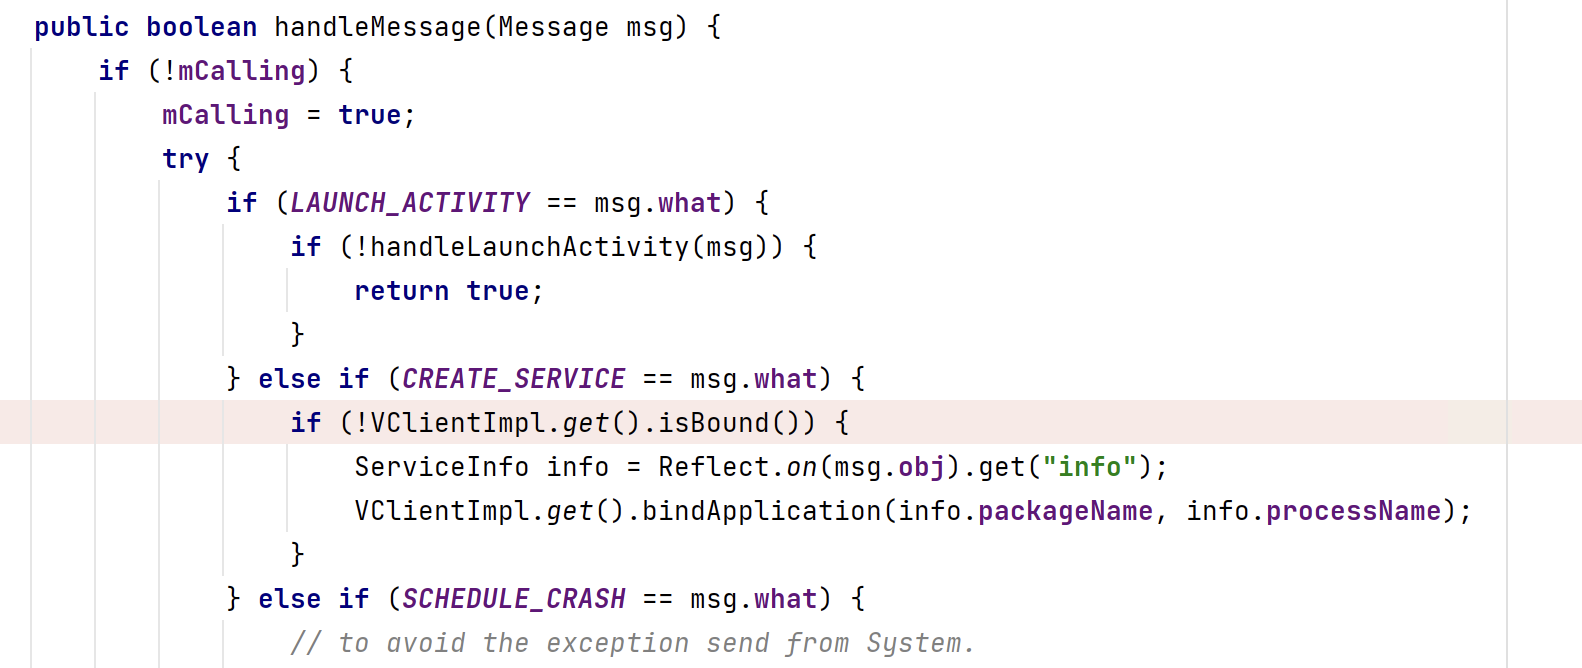 public boolean handleMessage(Message msg) {
if (!mCalling) {
mCalling = true;
try {
if (LAUNCH_ACTIVITY == msg.what) {
if (!handleLaunchActivity(msg)) {
return true;
}
} else if (CREATE_SERVICE == msg.what) {
if (!VClientImpl.get().isBound()) {
ServiceInfo info = Reflect.on(msg.obj).get("info");
VClientImpl.get().bindApplication(info.packageName, info.processName);
}
} else if (SCHEDULE_CRASH == msg.what) {
// to avoid the exception send from System.